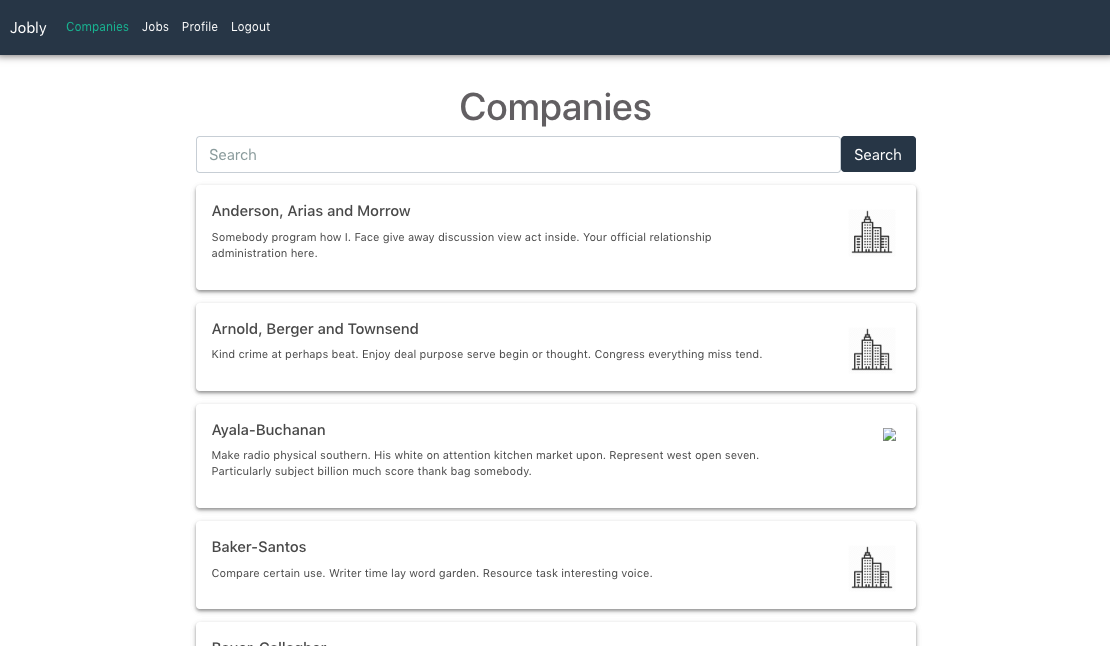 Jobly Companies Jobs Profile Logout
Companies
Search Search
Anderson, Arias and Morrow
Somebody program how I. Face give away discussion view act inside. Your official relationship
administration here.
Arnold, Berger and Townsend
Kind crime at perhaps beat. Enjoy deal purpose serve begin or thought. Congress everything miss tend.
Ayala-Buchanan
Make radio physical southern. His white on attention kitchen market upon. Represent west open seven.
Particularly subject billion much score thank bag somebody.
Baker-Santos
Compare certain use. Writer time lay word garden. Resource task interesting voice.